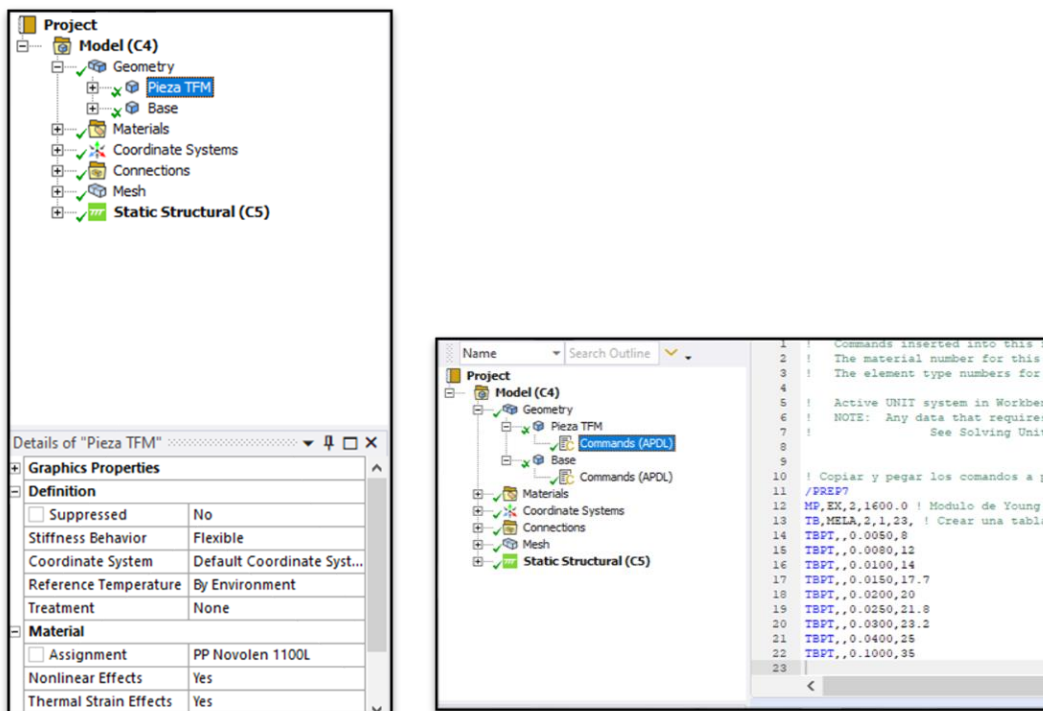 Project
Model (C4)
Geometry
Pieza TFM
Base
Materials
Coordinate Systems
Connections
Mesh
Static Structural (C5)
Details of "Pieza TFM"
Graphics Properties
Definition
Suppressed No
Stiffness Behavior Flexible
Coordinate System Default Coordinate Syst...
Reference Temperature By Environment
Treatment None
Material
Assignment PP Novolen 1100L
Nonlinear Effects Yes
Thermal Strain Effects Yes
Name Search Outline
Project
Model (C4)
Geometry
Pieza TFM
Commands (APDL)
Base
Commands (APDL)
Materials
Coordinate Systems
Connections
Mesh
Static Structural (C5)
1 ! Commands inserted into this
2 ! The material number for this
3 ! The element type numbers for
4
5 ! Active UNIT system in Workben
6 ! NOTE: Any data that requires
7 ! See Solving Unit
8
9
10 ! Copiar y pegar los comandos a p
11 /PREP7
12 MP,EX,2,1600.0 ! Modulo de Young
13 TB,MELA,2,1,23, ! Crear una tabla
14 TBPT,,0.0050,8
15 TBPT,,0.0080,12
16 TBPT,,0.0100,14
17 TBPT,,0.0150,17.7
18 TBPT,,0.0200,20
19 TBPT,,0.0250,21.8
20 TBPT,,0.0300,23.2
21 TBPT,,0.0400,25
22 TBPT,,0.1000,35
23